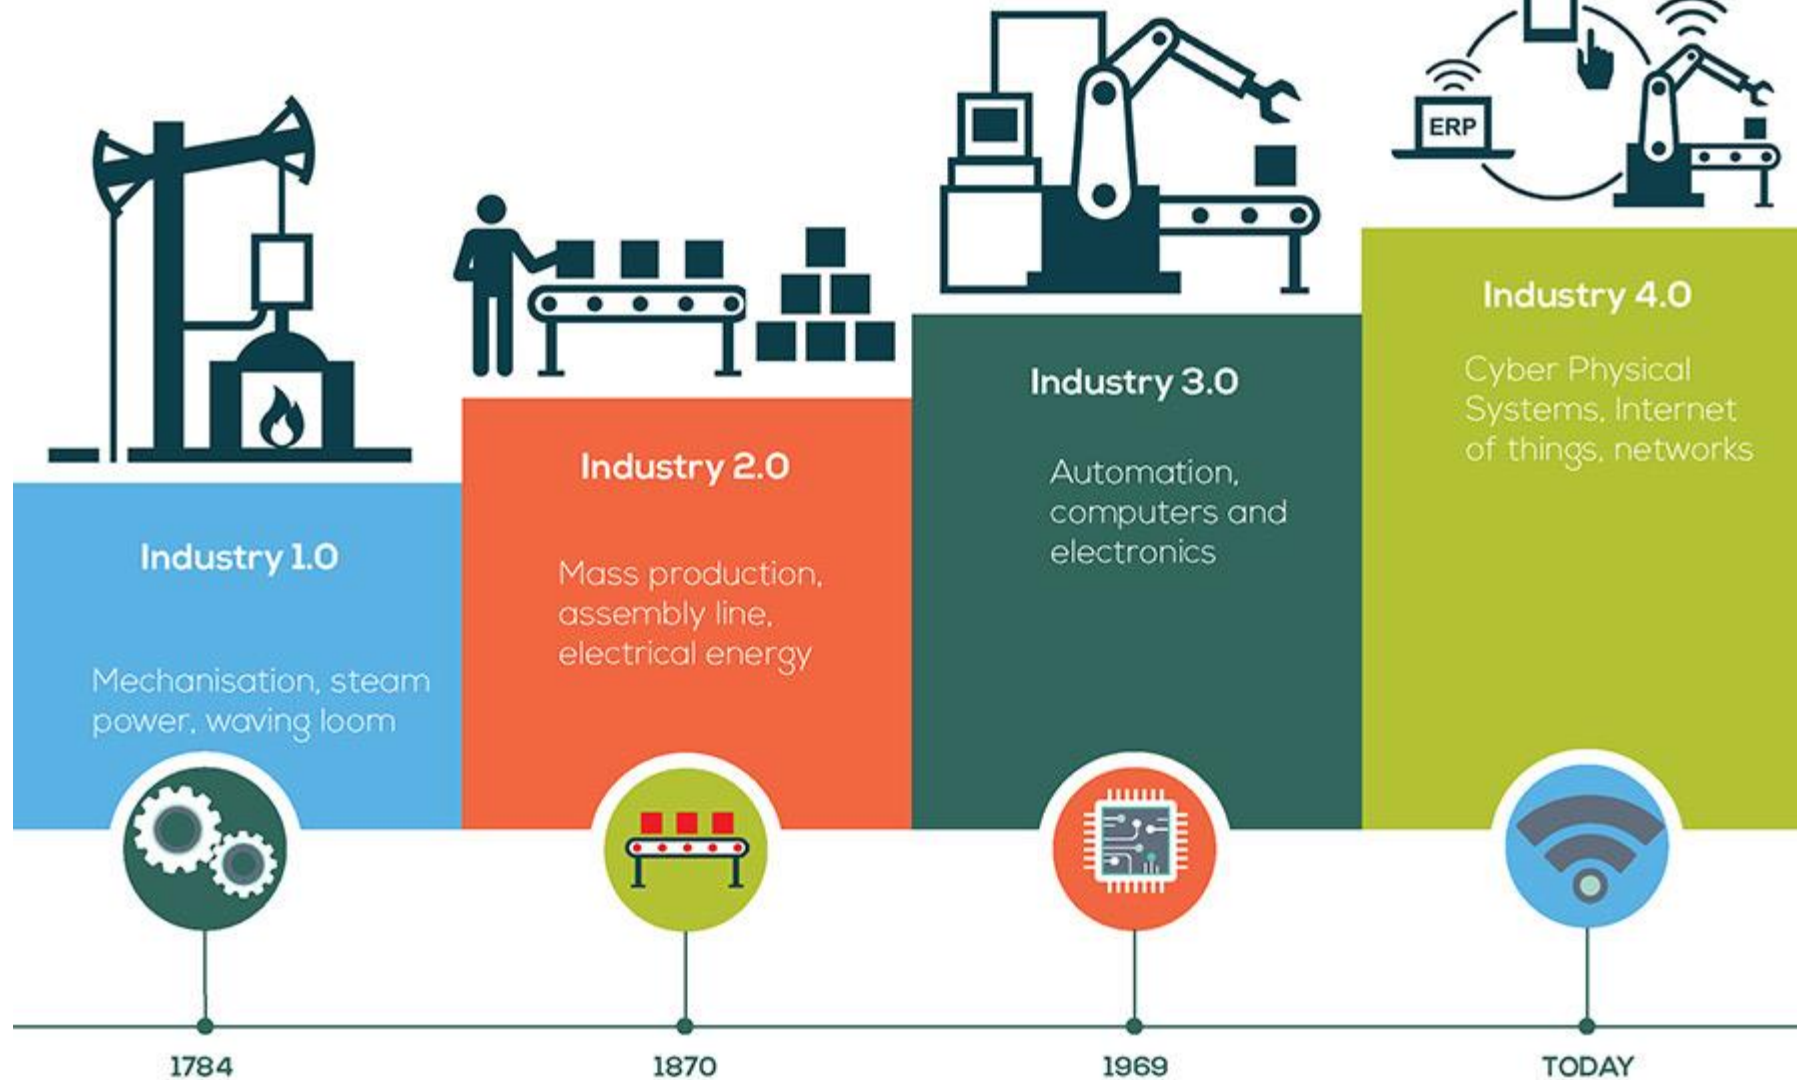 ERP
Industry 1.0
Mechanisation, steam
power, waving loom
Industry 2.0
Mass production,
assembly line,
electrical energy
Industry 3.0
Automation,
computers and
electronics
Industry 4.0
Cyber Physical
Systems, Internet
of things, networks
1784
1870
1969
TODAY